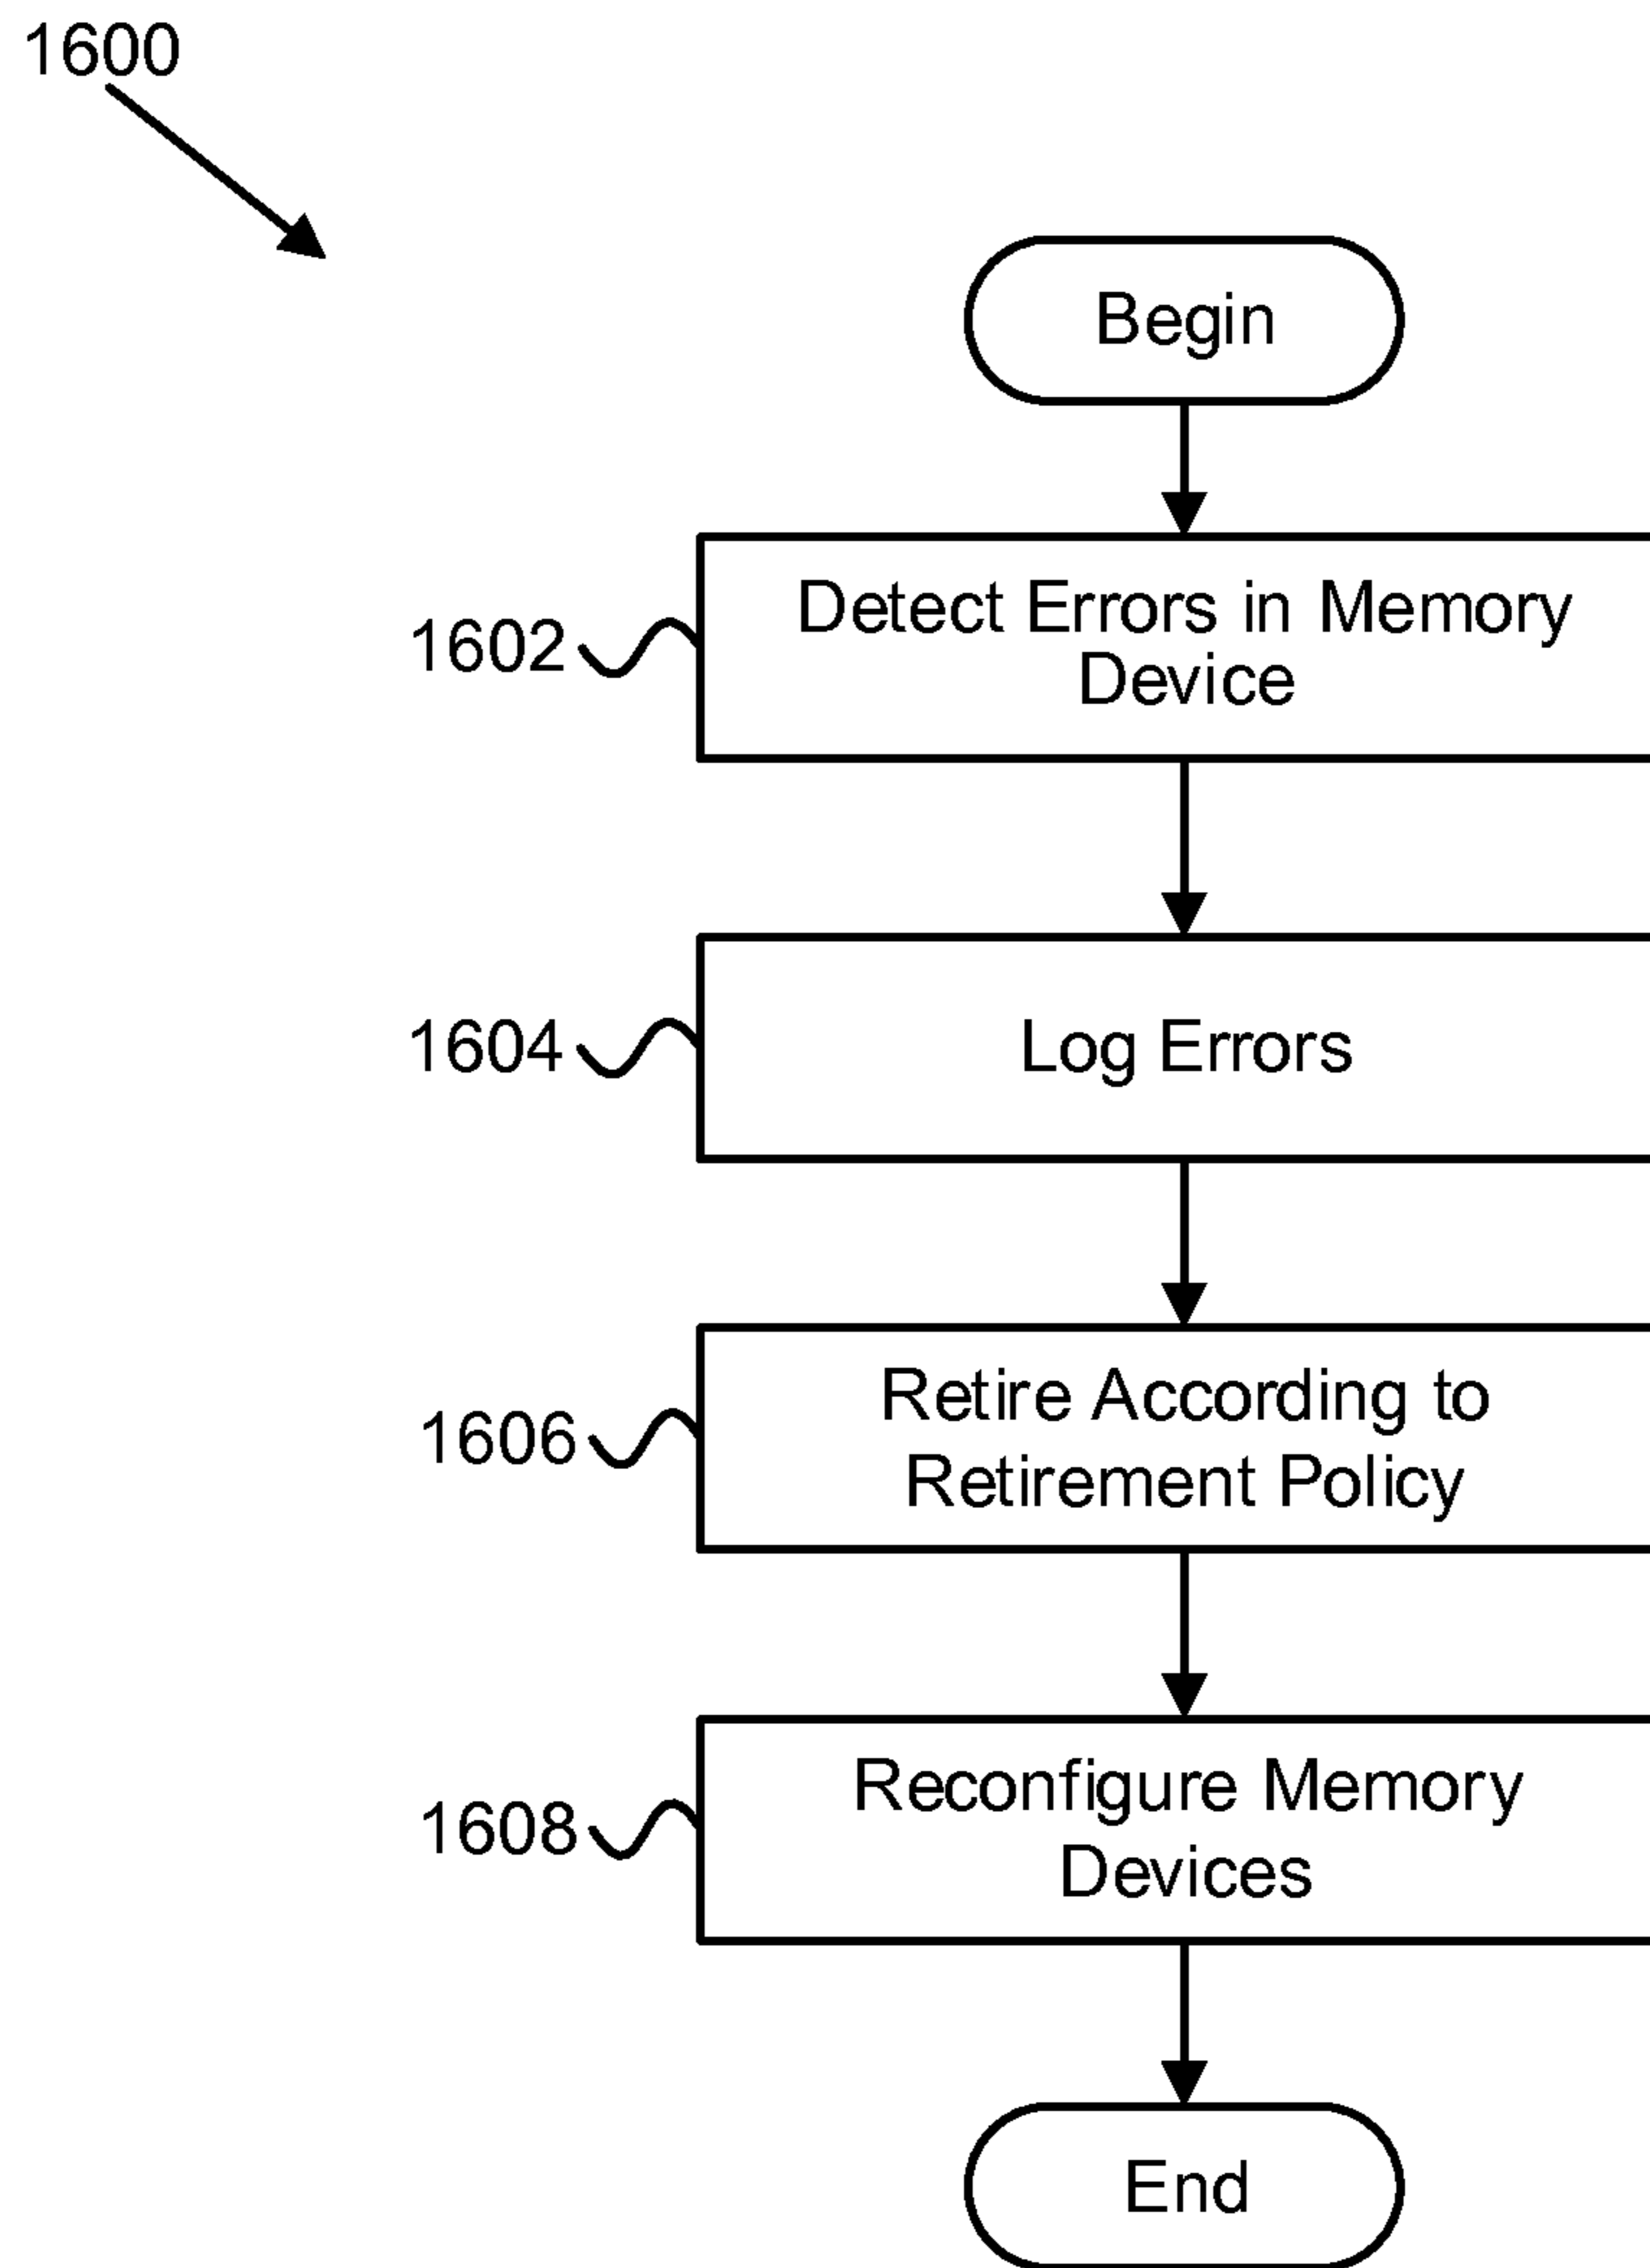 1600
Begin
1602
Detect Errors in Memory
Device
1604
Log Errors
1606
Retire According to
Retirement Policy
1608
Reconfigure Memory
Devices
End